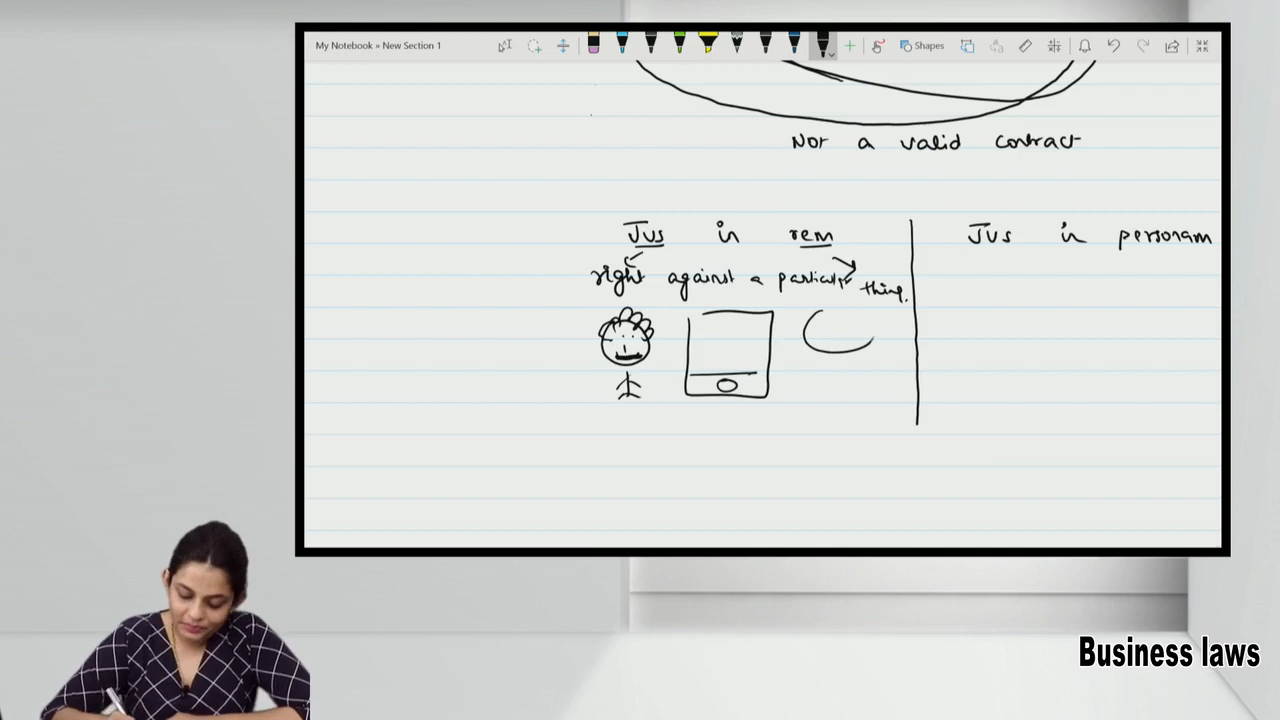 My Notebook » New Section 1
Shapes
Not a valid contract
Jus in rem
Jus in personam
right against a particular thing.
Business laws